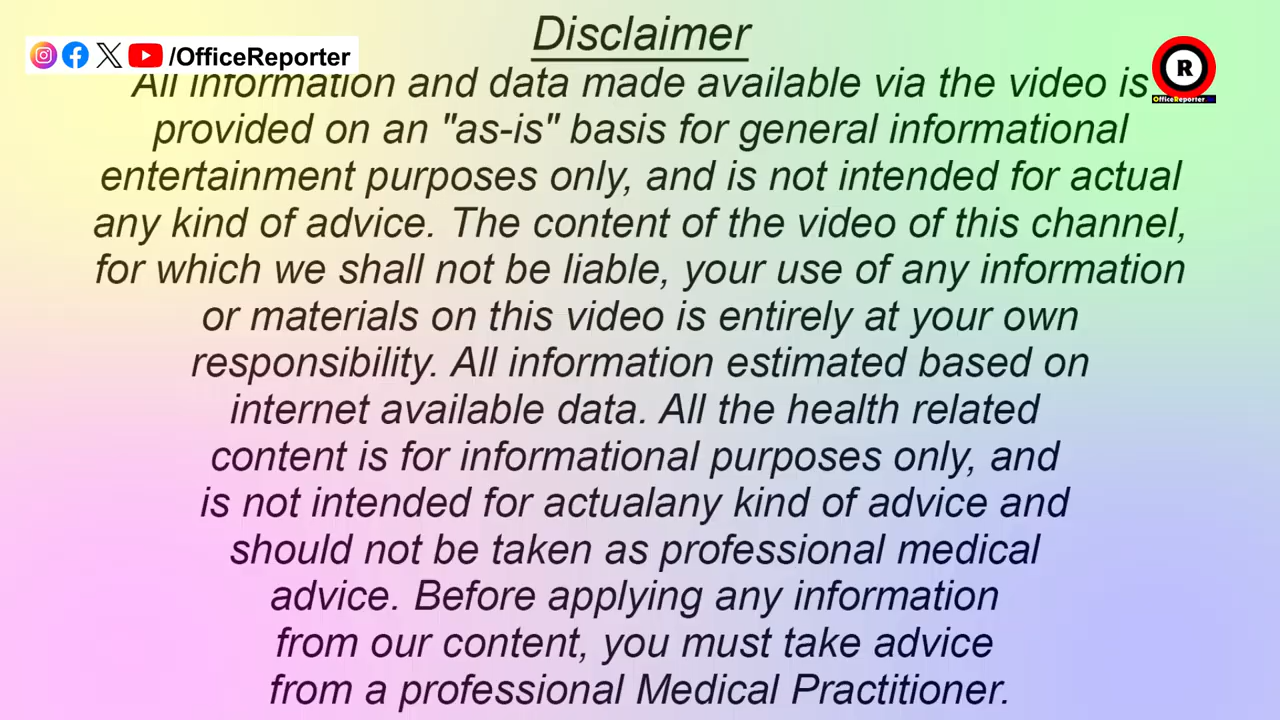 Disclaimer
/OfficeReporter
R
OfficeReporter
All information and data made available via the video is
provided on an "as-is" basis for general informational
entertainment purposes only, and is not intended for actual
any kind of advice. The content of the video of this channel,
for which we shall not be liable, your use of any information
or materials on this video is entirely at your own
responsibility. All information estimated based on
internet available data. All the health related
content is for informational purposes only, and
is not intended for actualany kind of advice and
should not be taken as professional medical
advice. Before applying any information
from our content, you must take advice
from a professional Medical Practitioner.